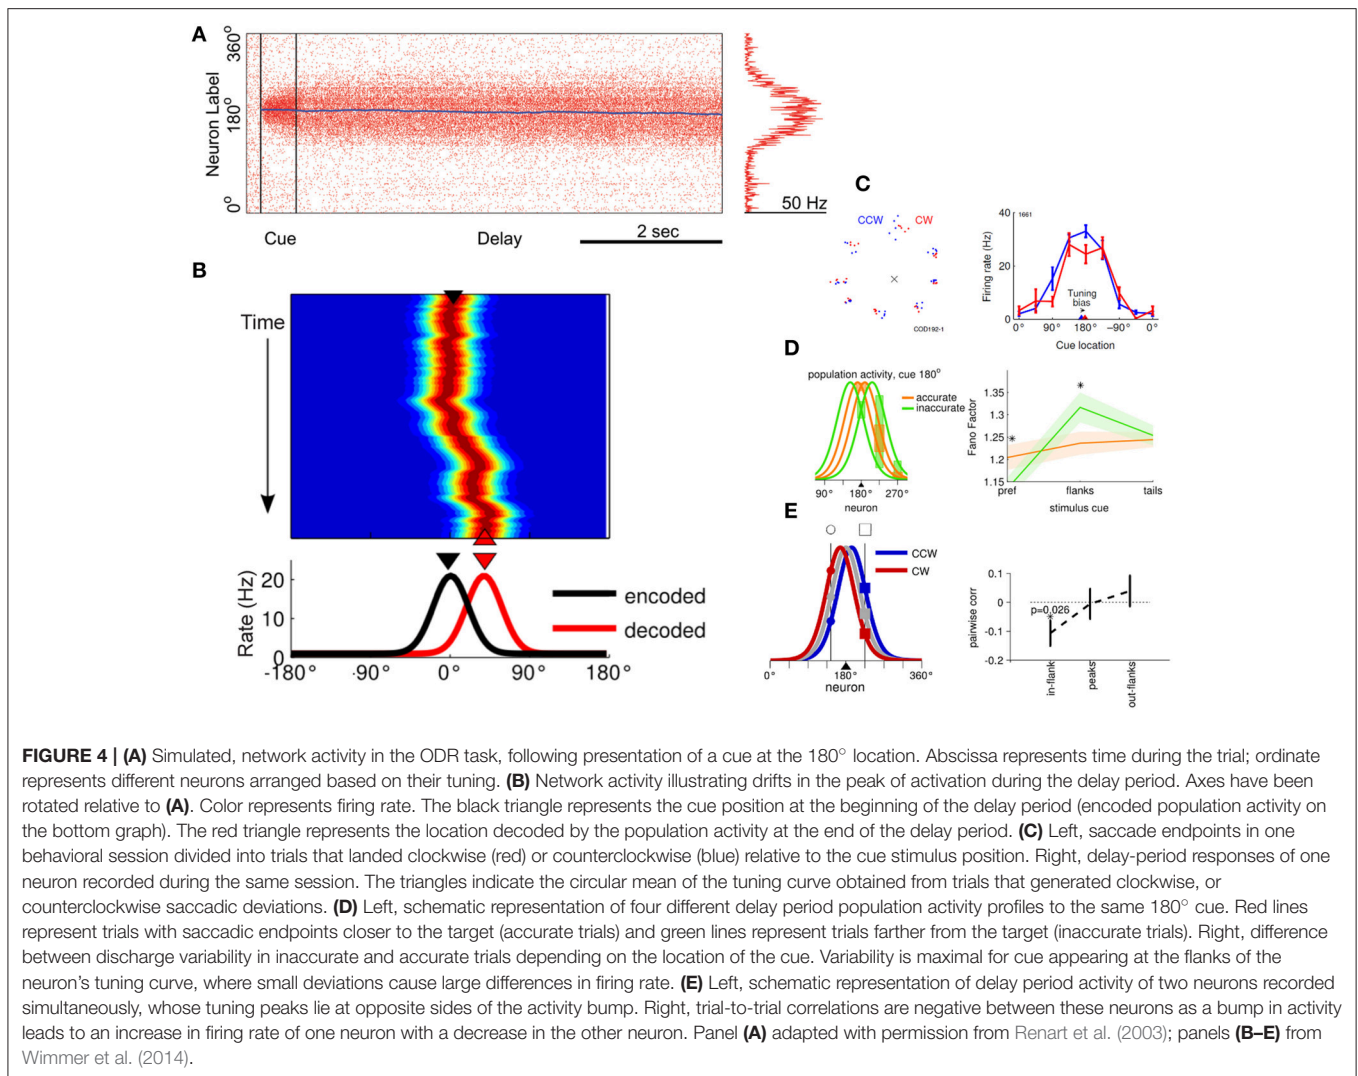 A
Neuron Label
360°
180°
0°
50 Hz
Cue
Delay
2 sec
B
Time
Rate (Hz)
20
10
0
encoded
decoded
-180°
-90°
0°
90°
180°
C
CCW
CW
COD192-1
1661
Firing rate (Hz)
40
20
0
Tuning
bias
0°
90°
180°
-90°
0°
Cue location
D
population activity, cue 180°
accurate
inaccurate
90°
180°
270°
neuron
Fano Factor
1.35
1.3
1.25
1.2
1.15
*
*
pref
flanks
tails
stimulus cue
E
CCW
CW
0°
180°
360°
neuron
pairwise corr
0.1
0
-0.1
-0.2
p=0.026
*
in-flank
peaks
out-flanks
FIGURE 4 | (A) Simulated, network activity in the ODR task, following presentation of a cue at the 180° location. Abscissa represents time during the trial; ordinate
represents different neurons arranged based on their tuning. (B) Network activity illustrating drifts in the peak of activation during the delay period. Axes have been
rotated relative to (A). Color represents firing rate. The black triangle represents the cue position at the beginning of the delay period (encoded population activity on
the bottom graph). The red triangle represents the location decoded by the population activity at the end of the delay period. (C) Left, saccade endpoints in one
behavioral session divided into trials that landed clockwise (red) or counterclockwise (blue) relative to the cue stimulus position. Right, delay-period responses of one
neuron recorded during the same session. The triangles indicate the circular mean of the tuning curve obtained from trials that generated clockwise, or
counterclockwise saccadic deviations. (D) Left, schematic representation of four different delay period population activity profiles to the same 180° cue. Red lines
represent trials with saccadic endpoints closer to the target (accurate trials) and green lines represent trials farther from the target (inaccurate trials). Right, difference
between discharge variability in inaccurate and accurate trials depending on the location of the cue. Variability is maximal for cue appearing at the flanks of the
neuron's tuning curve, where small deviations cause large differences in firing rate. (E) Left, schematic representation of delay period activity of two neurons recorded
simultaneously, whose tuning peaks lie at opposite sides of the activity bump. Right, trial-to-trial correlations are negative between these neurons as a bump in activity
leads to an increase in firing rate of one neuron with a decrease in the other neuron. Panel (A) adapted with permission from Renart et al. (2003); panels (B–E) from
Wimmer et al. (2014).